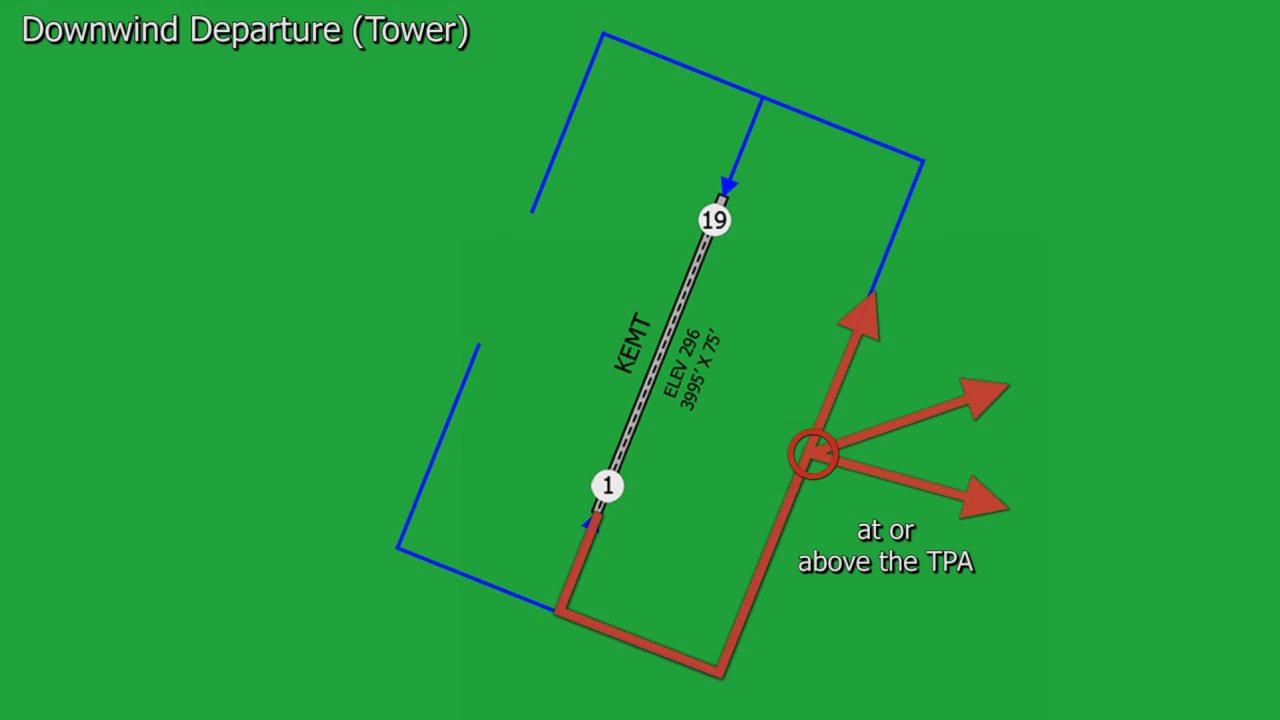 Downwind Departure (Tower)
19
KEMT
ELEV 296
3995' X 75'
1
at or
above the TPA